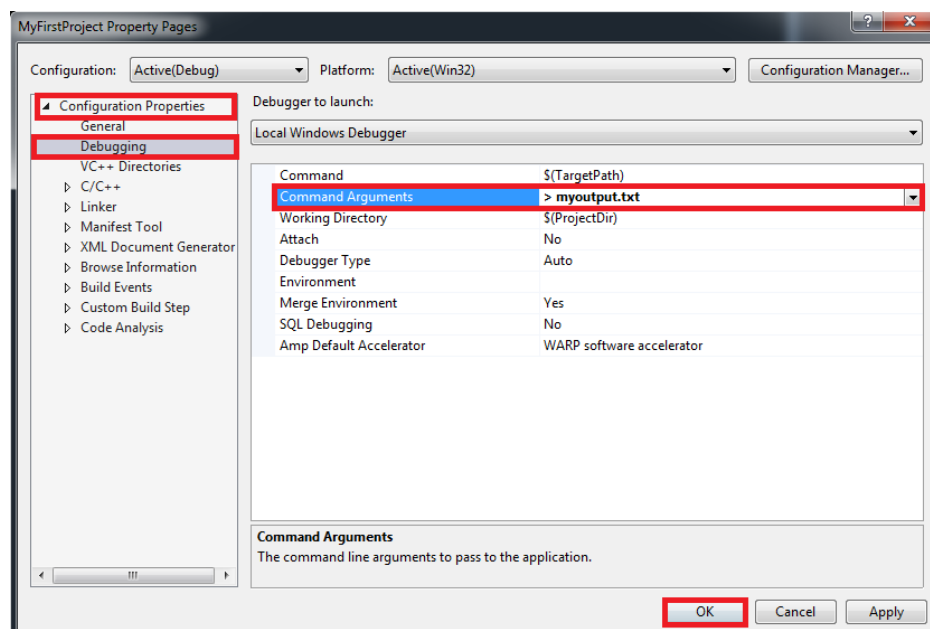 MyFirstProject Property Pages
?
Configuration: Active(Debug) Platform: Active(Win32) Configuration Manager...
Configuration Properties
General
Debugging
VC++ Directories
C/C++
Linker
Manifest Tool
XML Document Generator
Browse Information
Build Events
Custom Build Step
Code Analysis
Debugger to launch:
Local Windows Debugger
Command $(TargetPath)
Command Arguments > myoutput.txt
Working Directory $(ProjectDir)
Attach No
Debugger Type Auto
Environment
Merge Environment Yes
SQL Debugging No
Amp Default Accelerator WARP software accelerator
Command Arguments
The command line arguments to pass to the application.
OK Cancel Apply